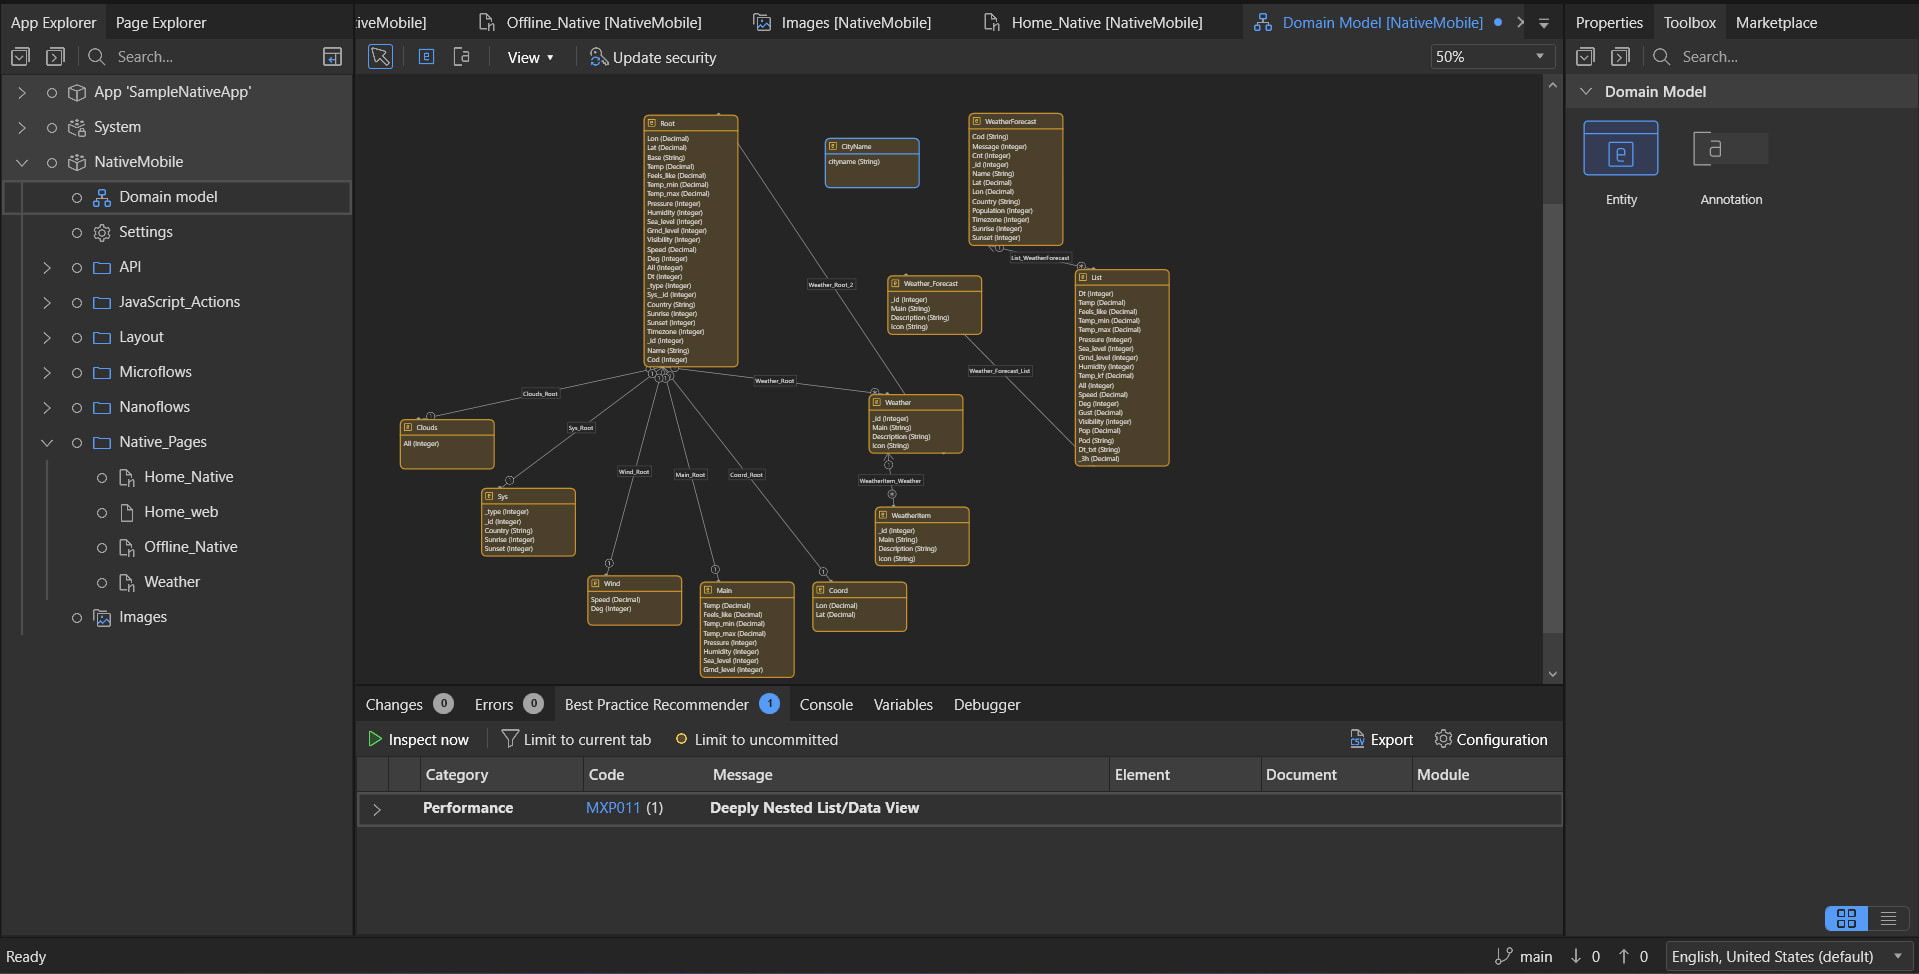 App Explorer
Page Explorer
iveMobile]
Offline_Native [NativeMobile]
Images [NativeMobile]
Home_Native [NativeMobile]
Domain Model [NativeMobile]
Properties
Toolbox
Marketplace
Search...
View
Update security
50%
Search...
App 'SampleNativeApp'
System
NativeMobile
Domain model
Settings
API
JavaScript_Actions
Layout
Microflows
Nanoflows
Native_Pages
Home_Native
Home_web
Offline_Native
Weather
Images
Root
Lon (Decimal)
Lat (Decimal)
Base (String)
Temp (Decimal)
Feels_like (Decimal)
Temp_min (Decimal)
Temp_max (Decimal)
Pressure (Integer)
Humidity (Integer)
Sea_level (Integer)
Grnd_level (Integer)
Visibility (Integer)
Speed (Decimal)
Deg (Integer)
All (Integer)
Dt (Integer)
_type (Integer)
Sys__id (Integer)
Country (String)
Sunrise (Integer)
Sunset (Integer)
Timezone (Integer)
_id (Integer)
Name (String)
Cod (Integer)
CityName
cityname (String)
WeatherForecast
Cod (String)
Message (Integer)
Cnt (Integer)
_id (Integer)
Name (String)
Lat (Decimal)
Lon (Decimal)
Country (String)
Population (Integer)
Timezone (Integer)
Sunrise (Integer)
Sunset (Integer)
List_WeatherForecast
Weather_Root_2
Weather_Forecast
_id (Integer)
Main (String)
Description (String)
Icon (String)
List
Dt (Integer)
Temp (Decimal)
Feels_like (Decimal)
Temp_min (Decimal)
Temp_max (Decimal)
Pressure (Integer)
Sea_level (Integer)
Grnd_level (Integer)
Humidity (Integer)
Temp_kf (Decimal)
All (Integer)
Speed (Decimal)
Deg (Integer)
Gust (Decimal)
Visibility (Integer)
Pop (Decimal)
Pod (String)
Dt_txt (String)
_3h (Decimal)
Weather_Forecast_List
Weather_Root
Clouds_Root
Clouds
All (Integer)
Sys_Root
Wind_Root
Main_Root
Coord_Root
Weather
_id (Integer)
Main (String)
Description (String)
Icon (String)
WeatherItem_Weather
WeatherItem
_id (Integer)
Main (String)
Description (String)
Icon (String)
Sys
_type (Integer)
_id (Integer)
Country (String)
Sunrise (Integer)
Sunset (Integer)
Wind
Speed (Decimal)
Deg (Integer)
Main
Temp (Decimal)
Feels_like (Decimal)
Temp_min (Decimal)
Temp_max (Decimal)
Pressure (Integer)
Humidity (Integer)
Sea_level (Integer)
Grnd_level (Integer)
Coord
Lon (Decimal)
Lat (Decimal)
Domain Model
Entity
Annotation
Changes 0
Errors 0
Best Practice Recommender 1
Console
Variables
Debugger
Inspect now
Limit to current tab
Limit to uncommitted
Export
Configuration
Category
Code
Message
Element
Document
Module
Performance
MXP011 (1)
Deeply Nested List/Data View
Ready
main
0
0
English, United States (default)